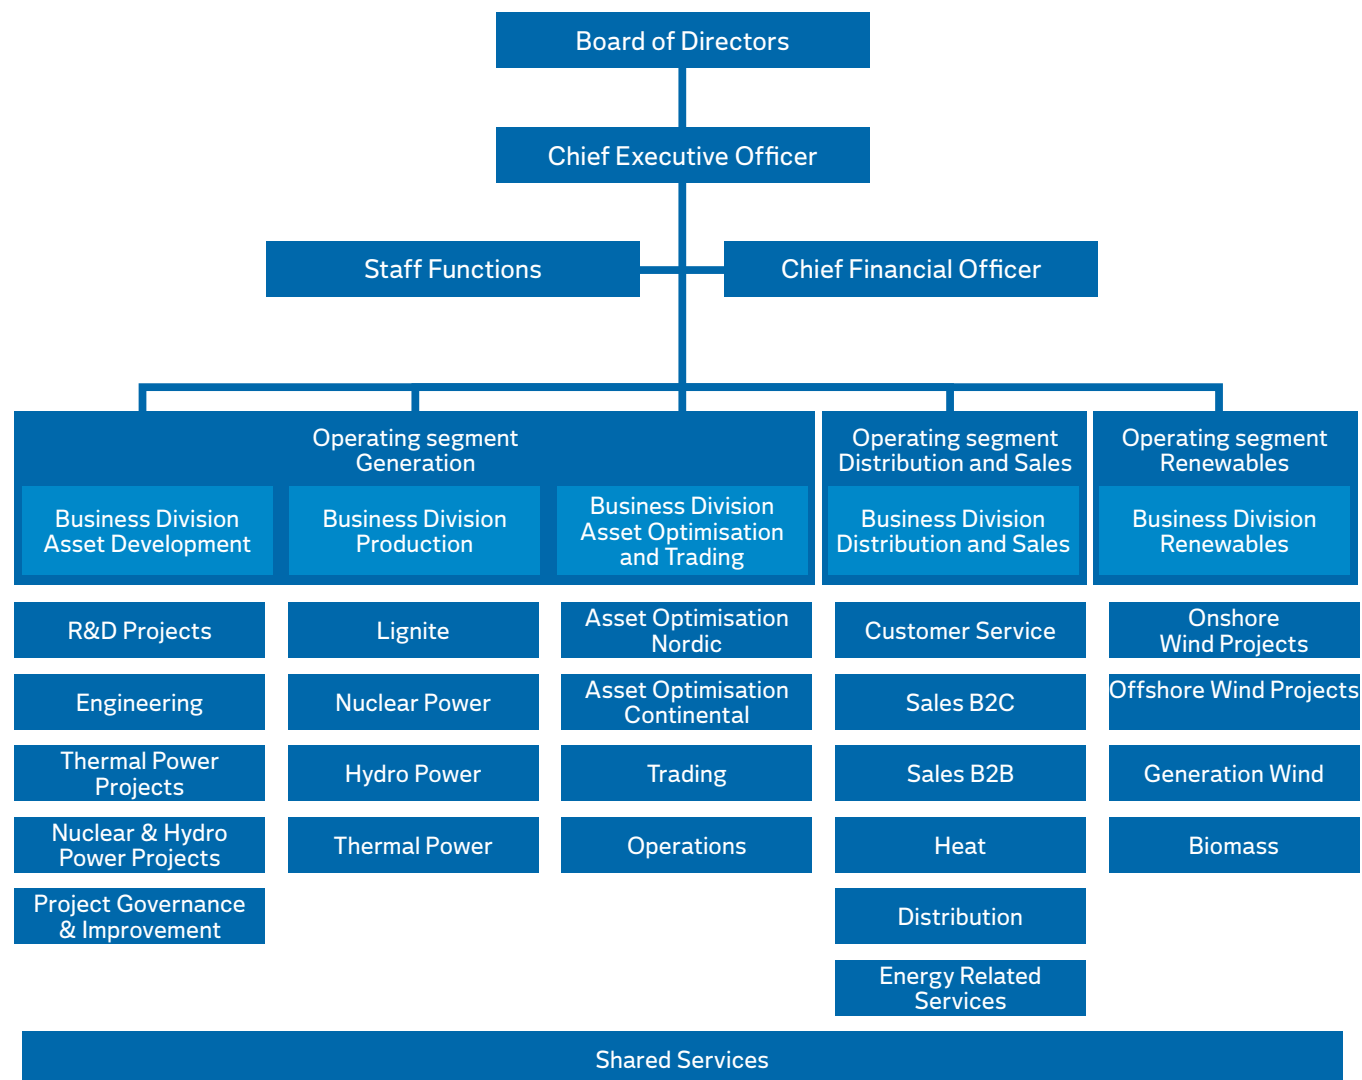 Board of Directors
Chief Executive Officer
Staff Functions
Chief Financial Officer
Operating segment
Generation
Operating segment
Distribution and Sales
Operating segment
Renewables
Business Division
Asset Development
Business Division
Production
Business Division
Asset Optimisation
and Trading
Business Division
Distribution and Sales
Business Division
Renewables
R&D Projects
Engineering
Thermal Power
Projects
Nuclear & Hydro
Power Projects
Project Governance
& Improvement
Lignite
Nuclear Power
Hydro Power
Thermal Power
Asset Optimisation
Nordic
Asset Optimisation
Continental
Trading
Operations
Customer Service
Sales B2C
Sales B2B
Heat
Distribution
Energy Related
Services
Onshore
Wind Projects
Offshore Wind Projects
Generation Wind
Biomass
Shared Services